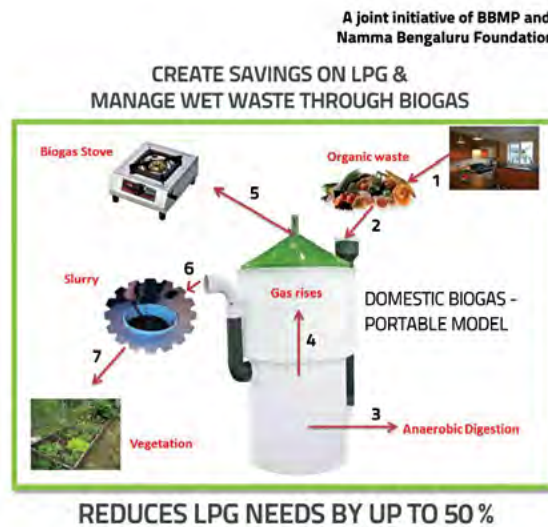 A joint initiative of BBMP and
Namma Bengaluru Foundation
CREATE SAVINGS ON LPG &
MANAGE WET WASTE THROUGH BIOGAS
Biogas Stove
Organic waste
1
2
5
Slurry
6
Gas rises
DOMESTIC BIOGAS -
PORTABLE MODEL
4
7
3
Anaerobic Digestion
Vegetation
REDUCES LPG NEEDS BY UP TO 50 %